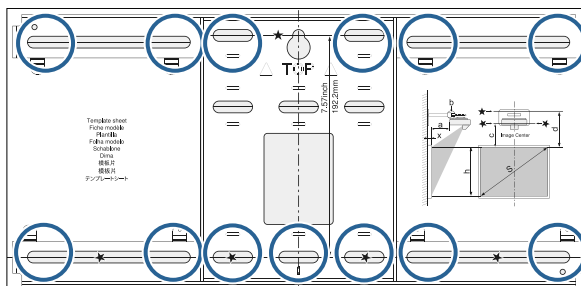 7.57inch
192.2mm
Template sheet
Fiche modèle
Plantilla
Folha modelo
Schablone
Dima
模板片
模板片
テンプレートシート
b
a
x
c
d
Image Center
h
S